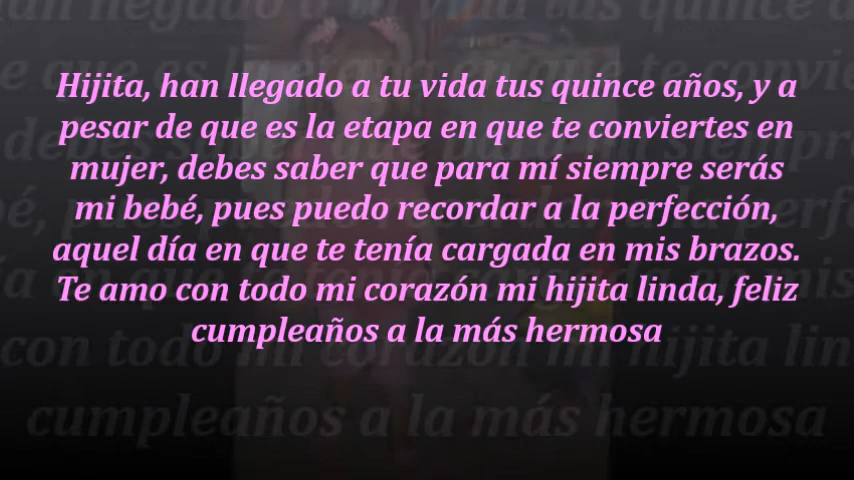 Hijita, han llegado a tu vida tus quince años, y a
pesar de que es la etapa en que te conviertes en
mujer, debes saber que para mí siempre serás
mi bebé, pues puedo recordar a la perfección,
aquel día en que te tenía cargada en mis brazos.
Te amo con todo mi corazón mi hijita linda, feliz
cumpleaños a la más hermosa